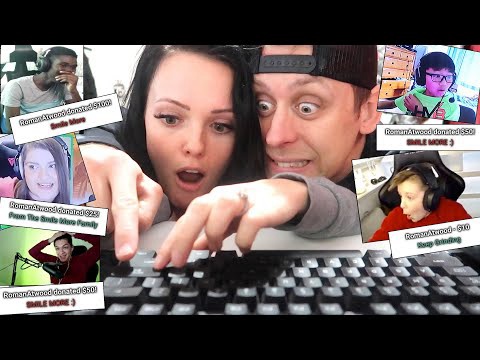 RomanAtwood donated $100!
Smile More
RomanAtwood donated $25!
From The Smile More Family
RomanAtwood donated $50!
SMILE MORE :)
RomanAtwood donated $50!
SMILE MORE :)
RomanAtwood - $10
Keep Grinding